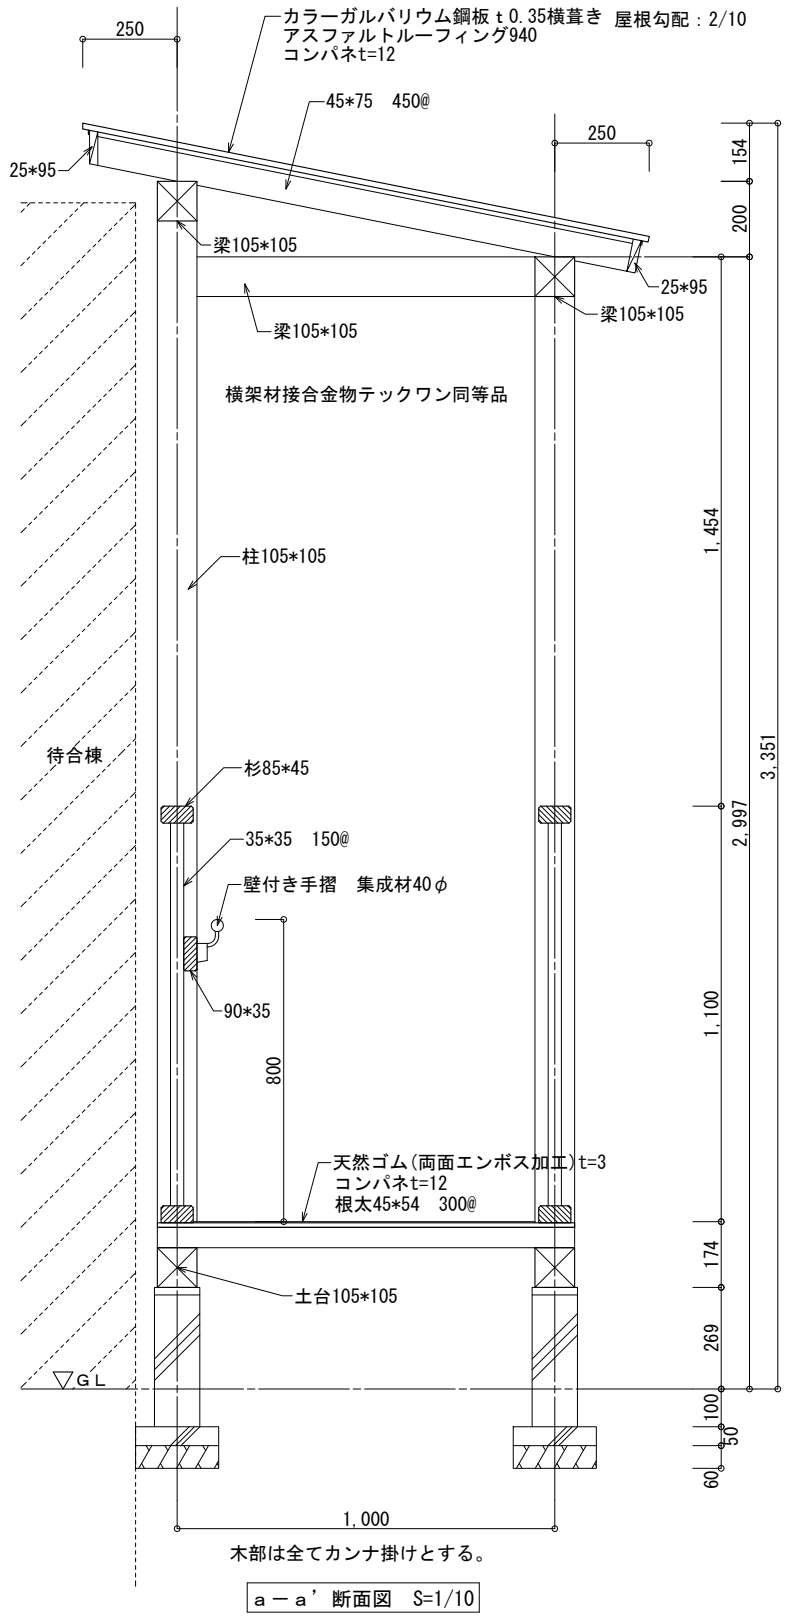 カラーガルバリウム鋼板 t 0.35横葺き 屋根勾配：2/10
アスファルトルーフィング940
コンパネt=12
250
45*75 450@
250
25*95
154
200
梁105*105
25*95
梁105*105
梁105*105
横架材接合金物テックワン同等品
1,454
柱105*105
待合棟
杉85*45
3,351
2,997
35*35 150@
壁付き手摺 集成材40φ
90*35
1,100
800
天然ゴム(両面エンボス加工)t=3
コンパネt=12
根太45*54 300@
174
土台105*105
269
GL
100
50
60
1,000
木部は全てカンナ掛けとする。
a－a’断面図 S=1/10